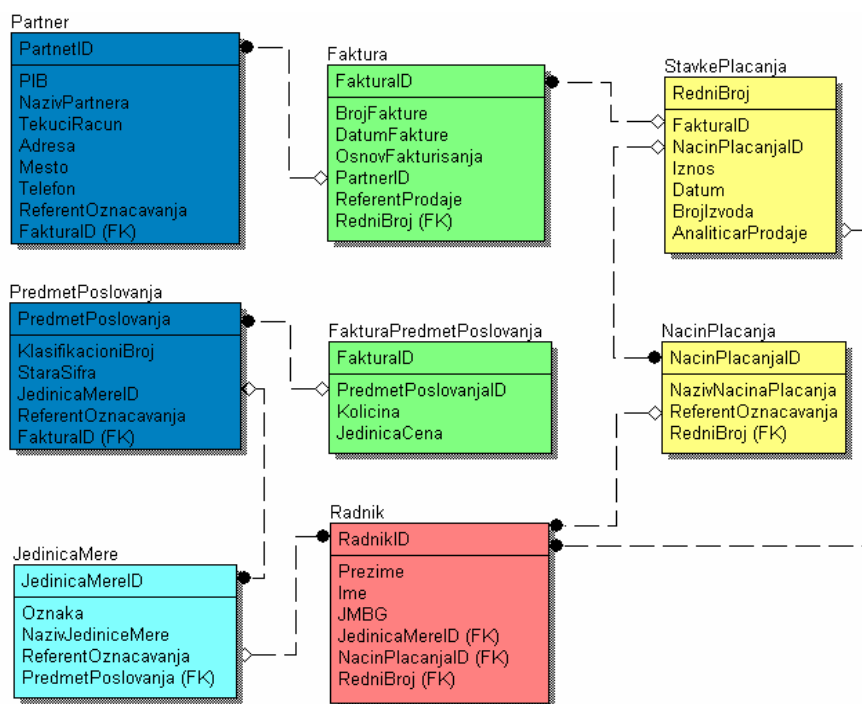 Partner
PartnetID
PIB
NazivPartnera
TekuciRacun
Adresa
Mesto
Telefon
ReferentOznacavanja
FakturaID (FK)
Faktura
FakturaID
BrojFakture
DatumFakture
OsnovFakturisanja
PartnerID
ReferentProdaje
RedniBroj (FK)
StavkePlacanja
RedniBroj
FakturaID
NacinPlacanjaID
Iznos
Datum
BrojIzvoda
AnaliticarProdaje
PredmetPoslovanja
PredmetPoslovanja
KlasifikacioniBroj
StaraSifra
JedinicaMereID
ReferentOznacavanja
FakturaID (FK)
FakturaPredmetPoslovanja
FakturaID
PredmetPoslovanjaID
Kolicina
JedinicaCena
NacinPlacanja
NacinPlacanjaID
NazivNacinaPlacanja
ReferentOznacavanja
RedniBroj (FK)
JedinicaMere
JedinicaMereID
Oznaka
NazivJediniceMere
ReferentOznacavanja
PredmetPoslovanja (FK)
Radnik
RadnikID
Prezime
Ime
JMBG
JedinicaMereID (FK)
NacinPlacanjaID (FK)
RedniBroj (FK)